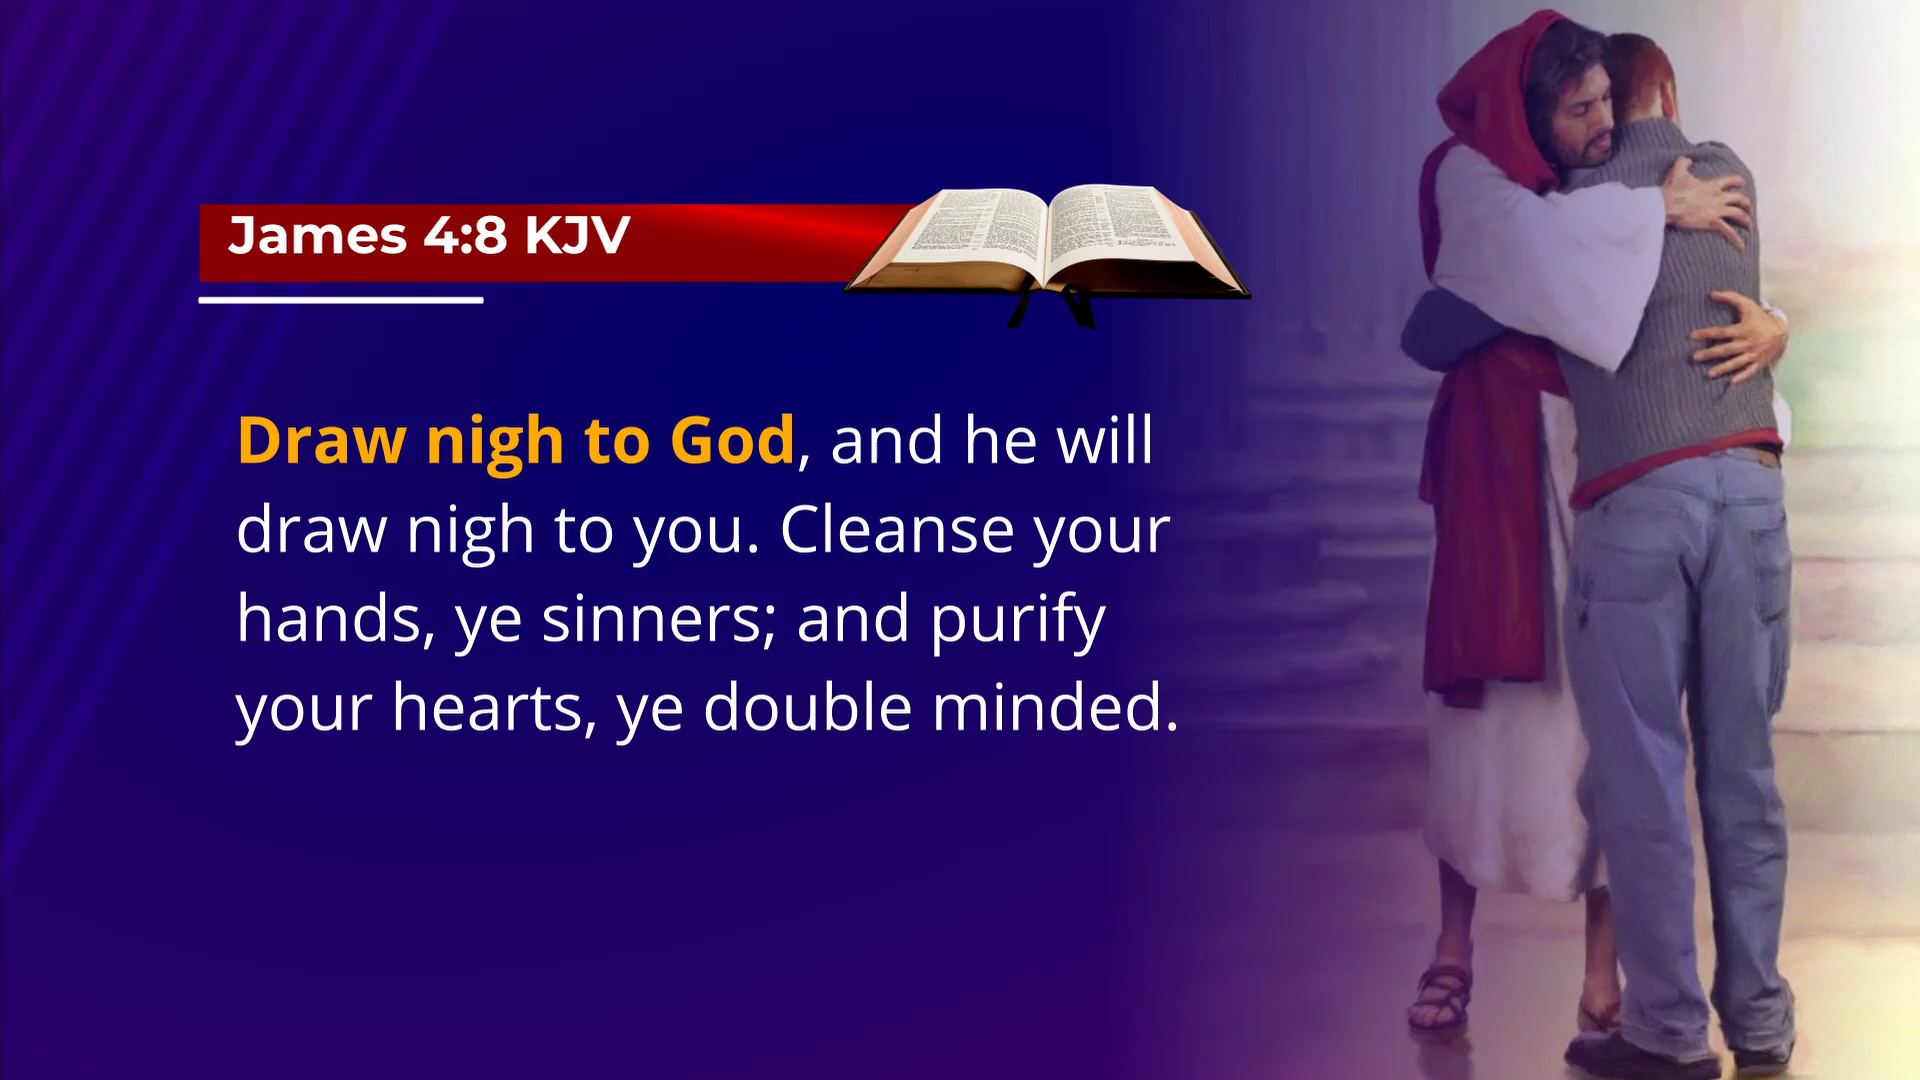 James 4:8 KJV
Draw nigh to God, and he will
draw nigh to you. Cleanse your
hands, ye sinners; and purify
your hearts, ye double minded.